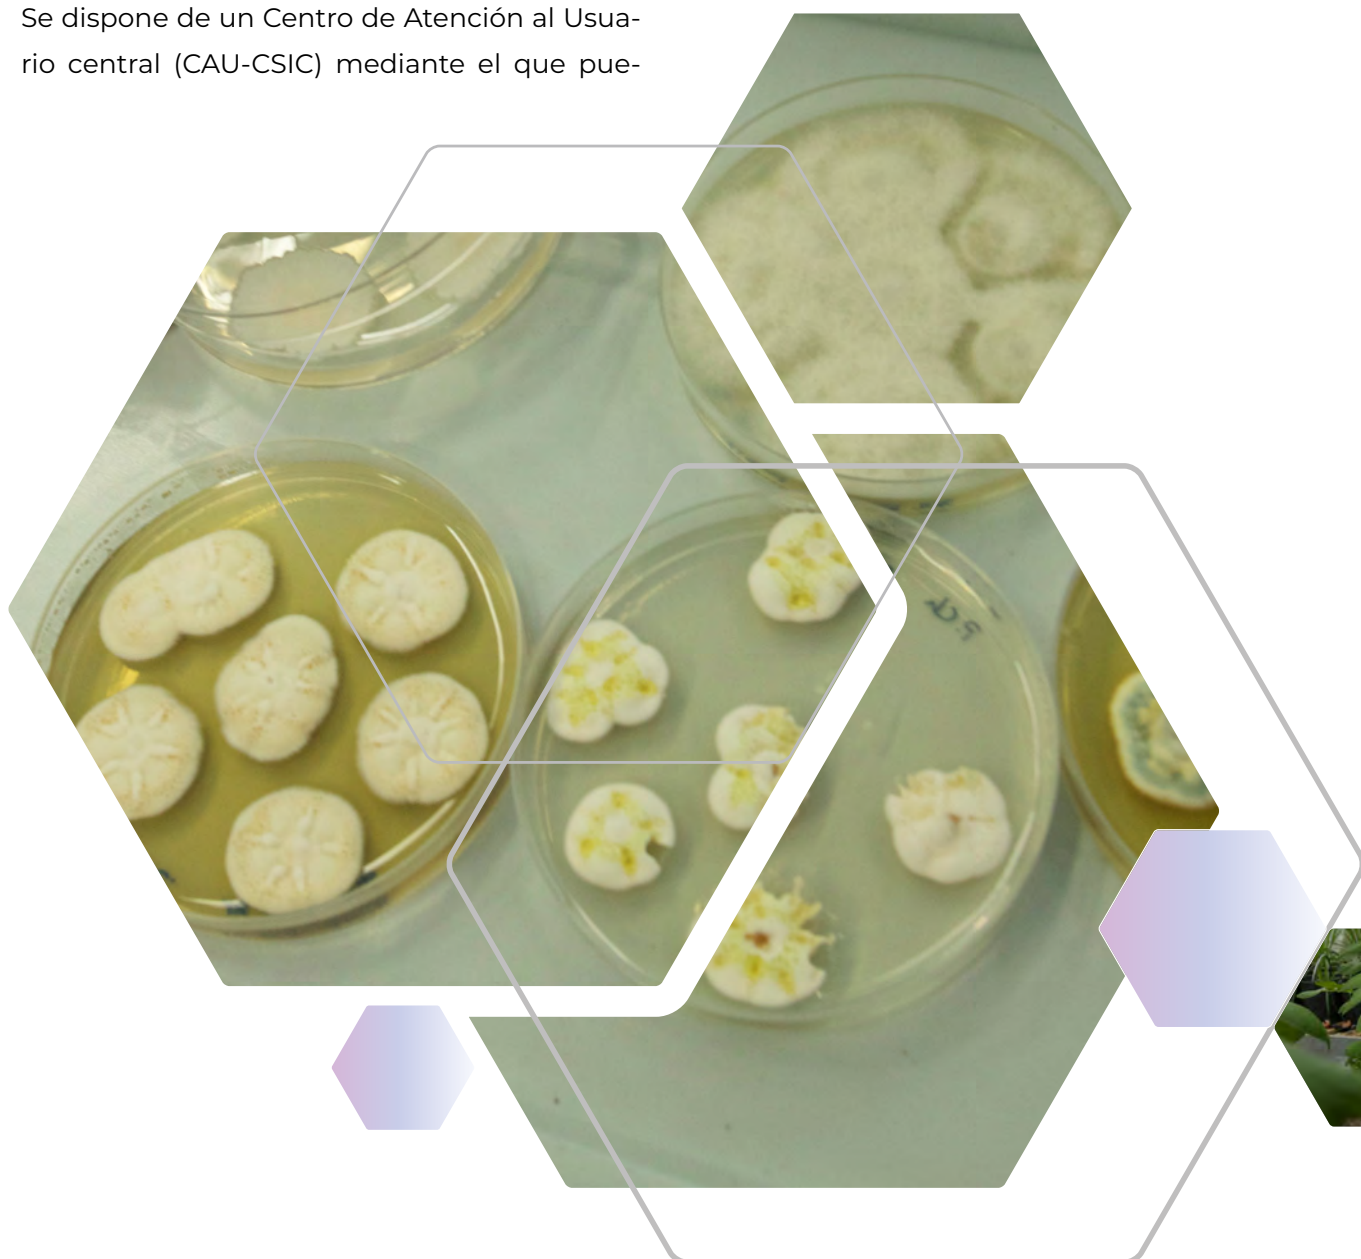 Se dispone de un Centro de Atención al Usua-
rio central (CAU-CSIC) mediante el que pue-